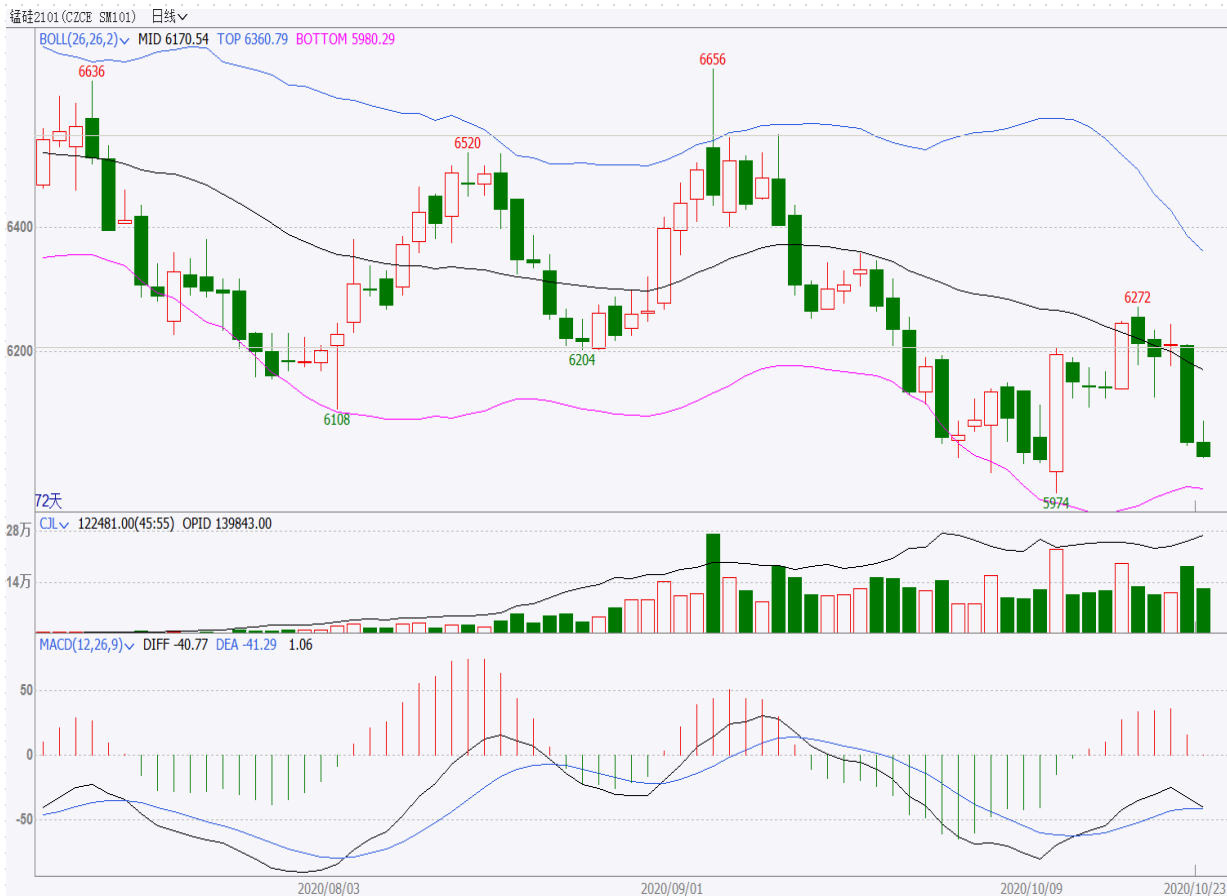 锰硅2101(CZCE SM101) 日线
BOLL(26,26,2) MID 6170.54 TOP 6360.79 BOTTOM 5980.29
6636
6656
6520
6400
6272
6200
6204
6108
5974
72天
CJL 122481.00(45:55) OPID 139843.00
28万
14万
MACD(12,26,9) DIFF -40.77 DEA -41.29 1.06
50
0
-50
2020/08/03 2020/09/01 2020/10/09 2020/10/23